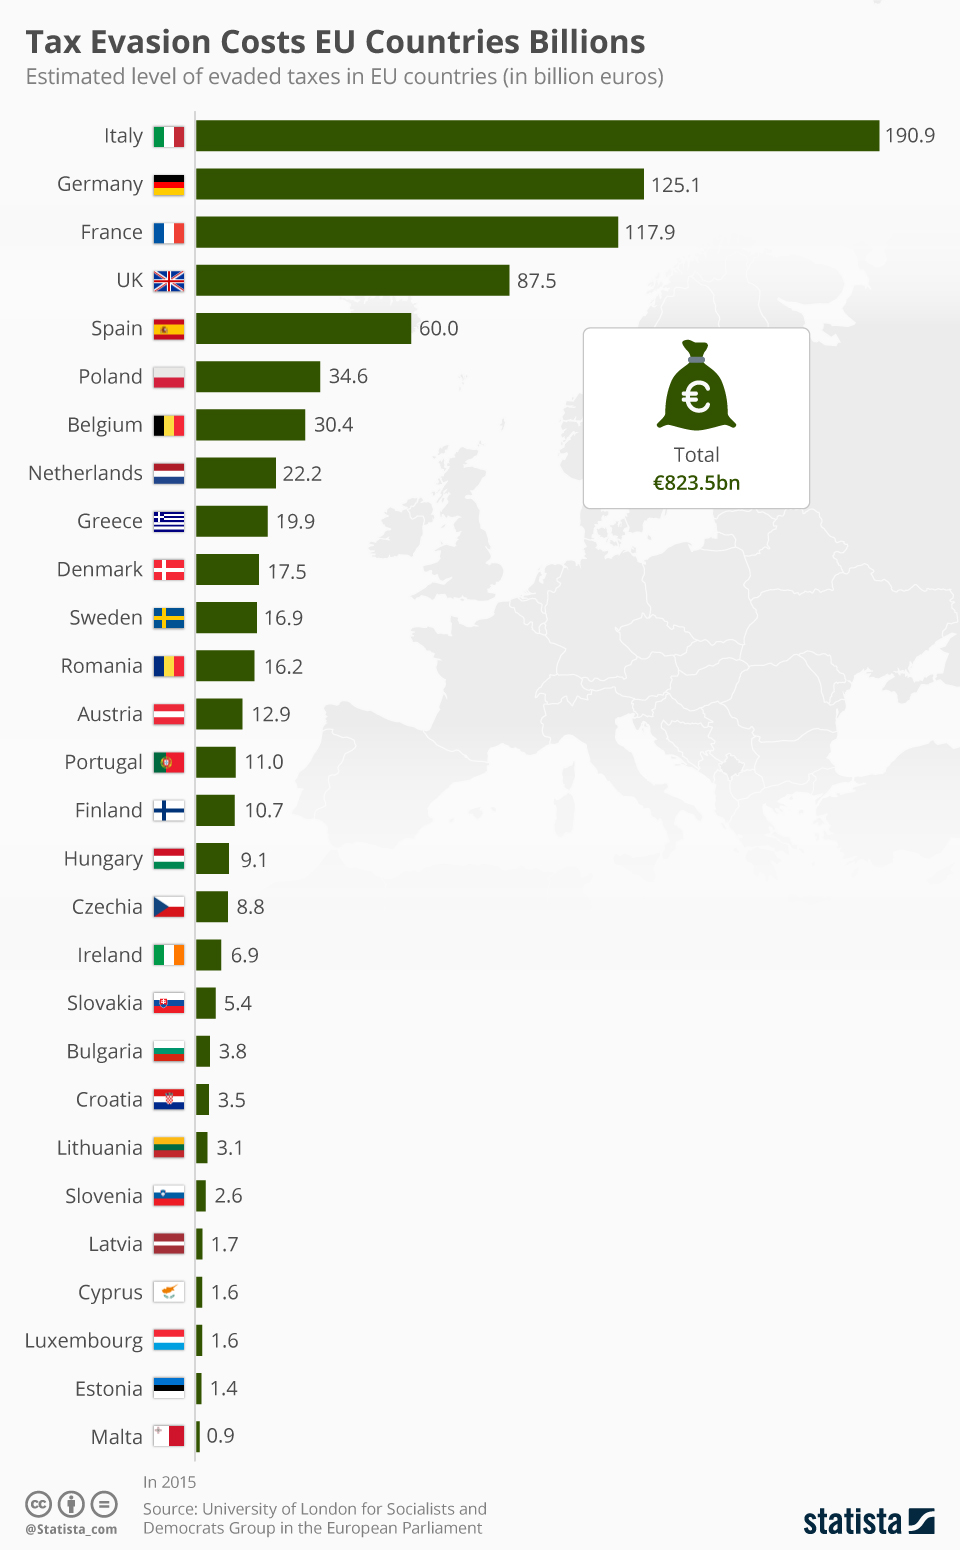 Tax Evasion Costs EU Countries Billions
Estimated level of evaded taxes in EU countries (in billion euros)
Italy 190.9
Germany 125.1
France 117.9
UK 87.5
Spain 60.0
Poland 34.6
Belgium 30.4
Netherlands 22.2
Greece 19.9
Denmark 17.5
Sweden 16.9
Romania 16.2
Austria 12.9
Portugal 11.0
Finland 10.7
Hungary 9.1
Czechia 8.8
Ireland 6.9
Slovakia 5.4
Bulgaria 3.8
Croatia 3.5
Lithuania 3.1
Slovenia 2.6
Latvia 1.7
Cyprus 1.6
Luxembourg 1.6
Estonia 1.4
Malta 0.9
€
Total
€823.5bn
In 2015
Source: University of London for Socialists and
Democrats Group in the European Parliament
cc
@Statista_com
statista